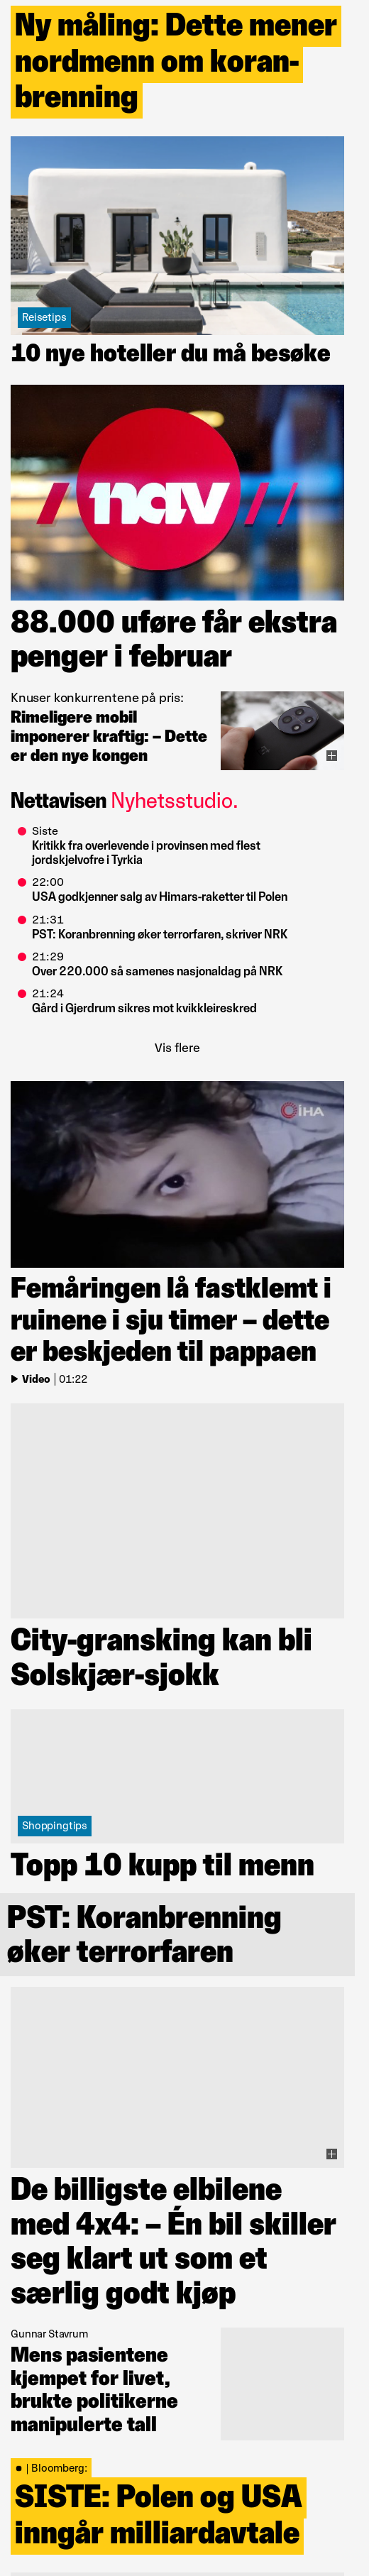 Ny måling: Dette mener
nordmenn om koran-
brenning
Reisetips
10 nye hoteller du må besøke
nav
88.000 uføre får ekstra
penger i februar
Knuser konkurrentene på pris:
Rimeligere mobil
imponerer kraftig: – Dette
er den nye kongen
Nettavisen Nyhetsstudio.
Siste
Kritikk fra overlevende i provinsen med flest
jordskjelvofre i Tyrkia
22:00
USA godkjenner salg av Himars-raketter til Polen
21:31
PST: Koranbrenning øker terrorfaren, skriver NRK
21:29
Over 220.000 så samenes nasjonaldag på NRK
21:24
Gård i Gjerdrum sikres mot kvikkleireskred
Vis flere
IHA
Femåringen lå fastklemt i
ruinene i sju timer – dette
er beskjeden til pappaen
Video | 01:22
City-gransking kan bli
Solskjær-sjokk
Shoppingtips
Topp 10 kupp til menn
PST: Koranbrenning
øker terrorfaren
De billigste elbilene
med 4x4: – Én bil skiller
seg klart ut som et
særlig godt kjøp
Gunnar Stavrum
Mens pasientene
kjempet for livet,
brukte politikerne
manipulerte tall
| Bloomberg:
SISTE: Polen og USA
inngår milliardavtale